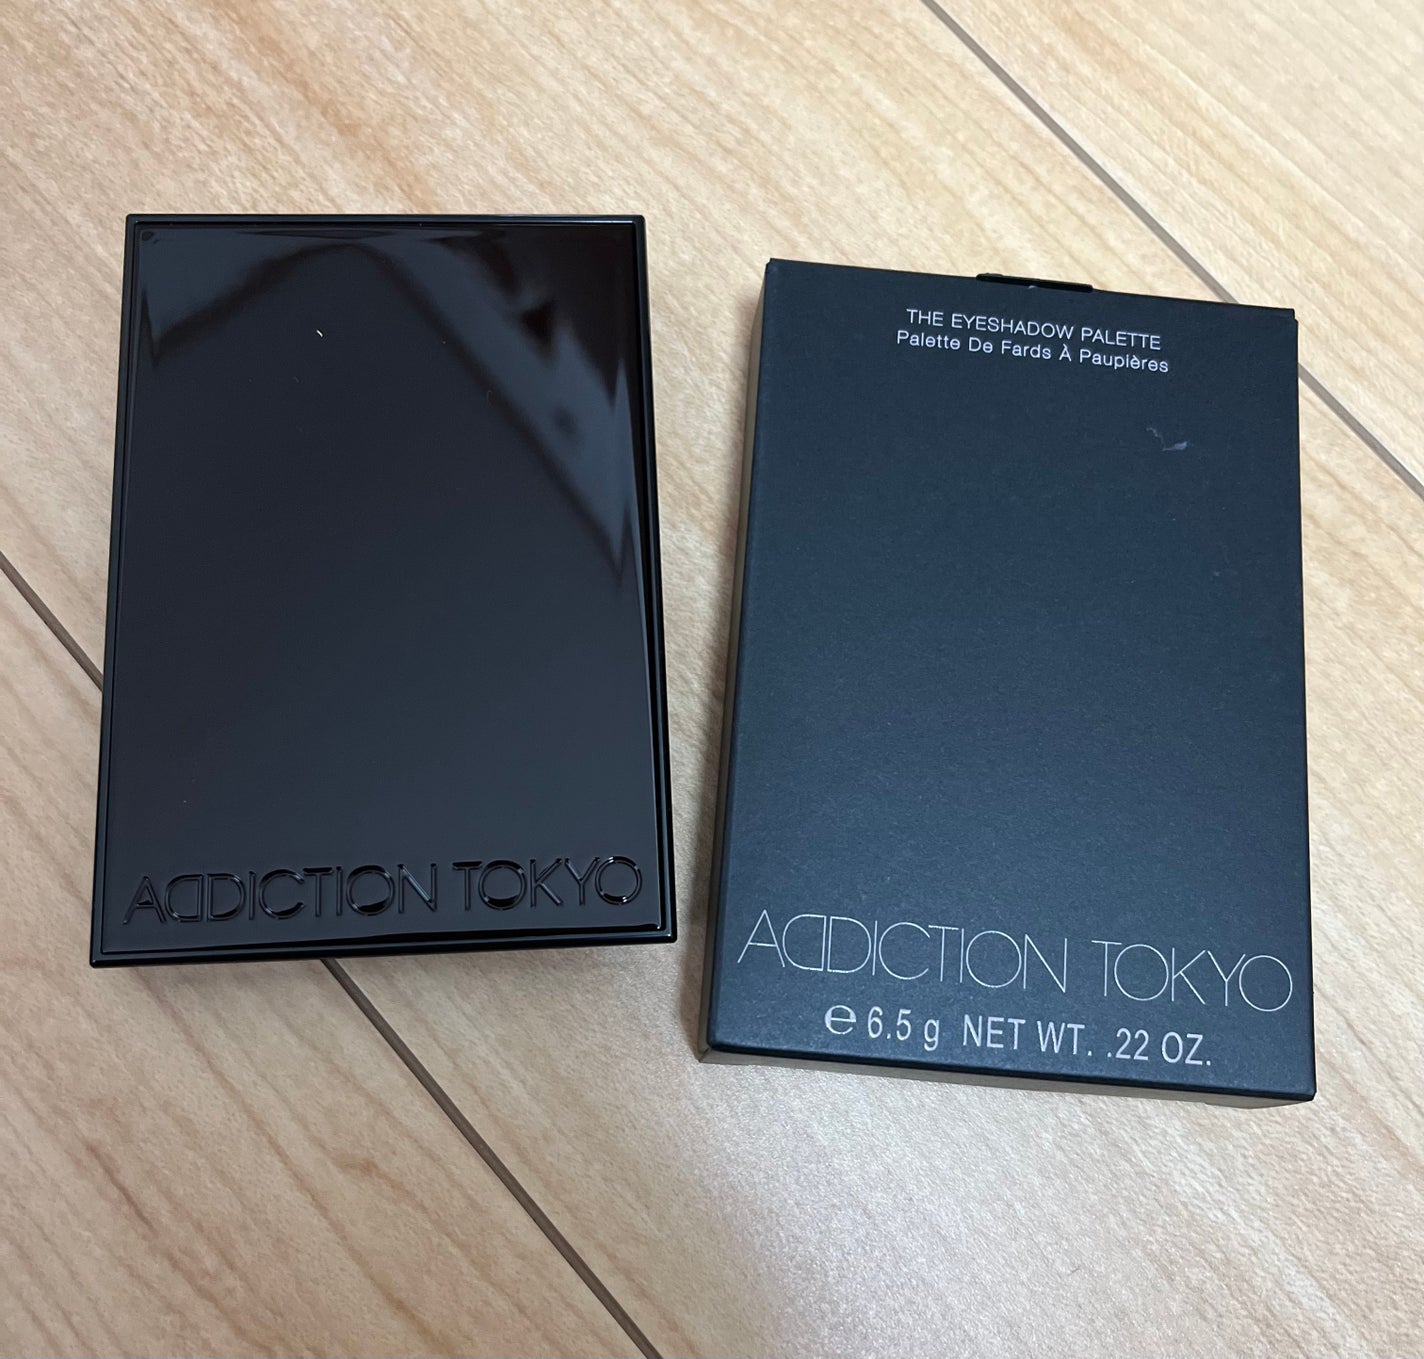 ADDICTION TOKYO
THE EYESHADOW PALETTE
Palette De Fards À Paupières
ADDICTION TOKYO
℮ 6.5 g NET WT. .22 OZ.